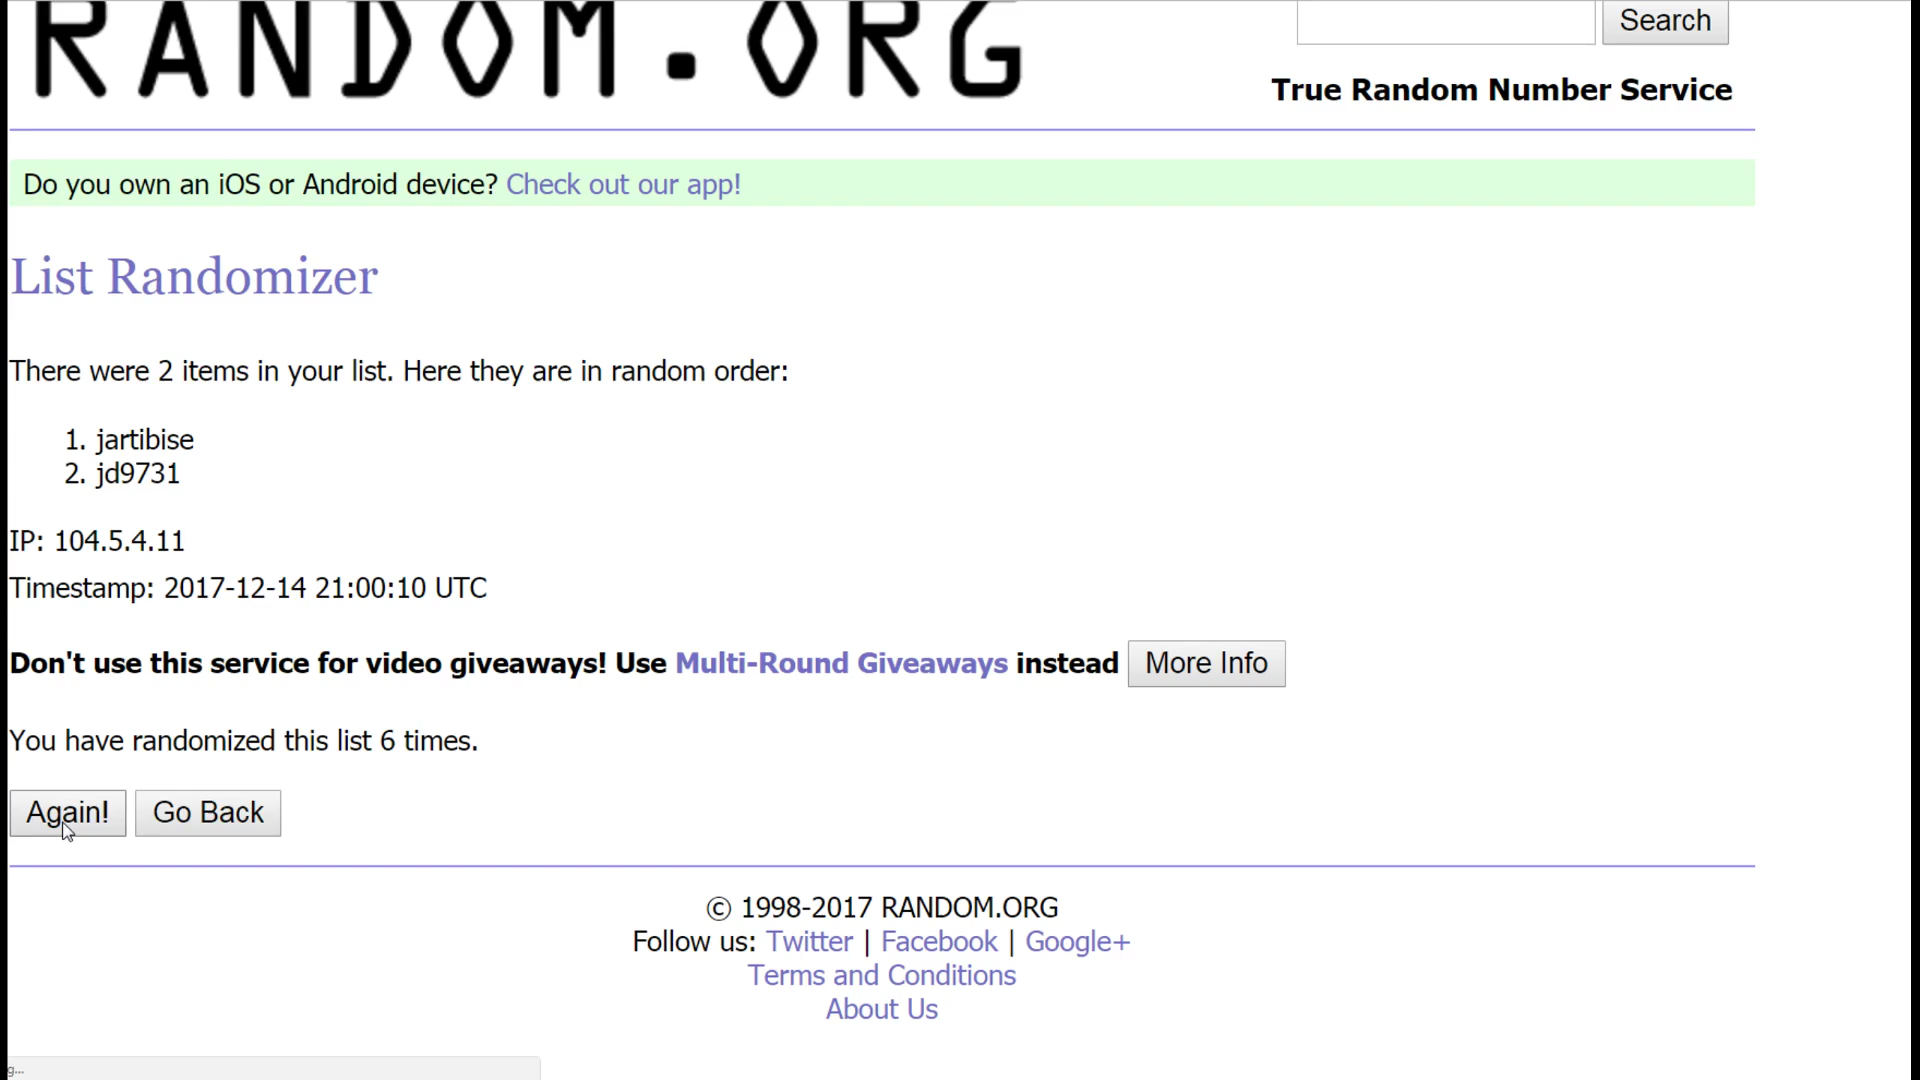 RANDOM.ORG
Search
True Random Number Service
Do you own an iOS or Android device? Check out our app!
List Randomizer
There were 2 items in your list. Here they are in random order:
1. jartibise
2. jd9731
IP: 104.5.4.11
Timestamp: 2017-12-14 21:00:10 UTC
Don't use this service for video giveaways! Use Multi-Round Giveaways instead More Info
You have randomized this list 6 times.
Again! Go Back
© 1998-2017 RANDOM.ORG
Follow us: Twitter | Facebook | Google+
Terms and Conditions
About Us
g...